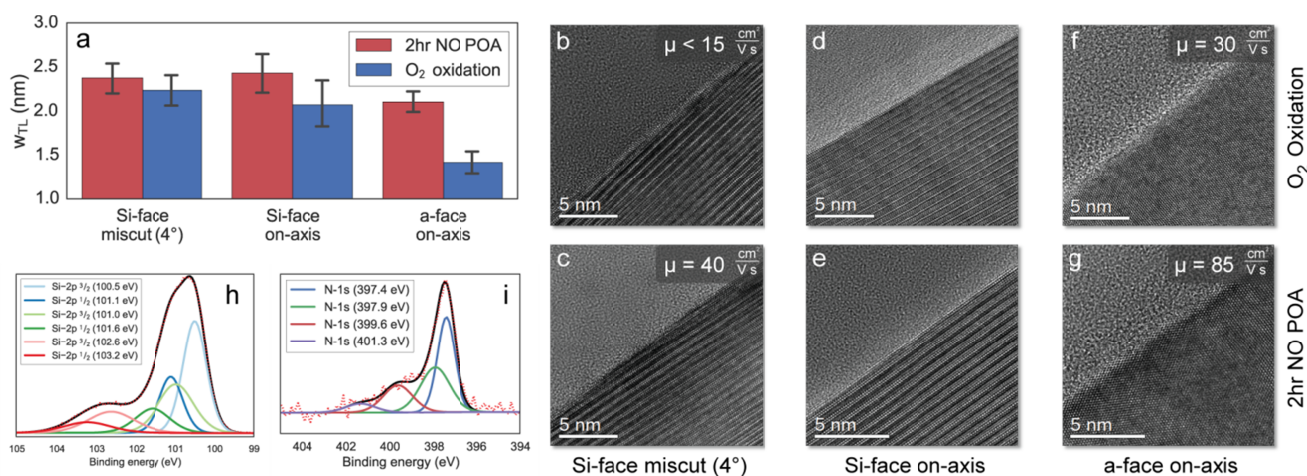 a
3.0
2.5
2.0
1.5
1.0
w_TL (nm)
2hr NO POA
O₂ oxidation
Si-face
miscut (4°)
Si-face
on-axis
a-face
on-axis
b
μ < 15 cm²/V s
5 nm
d
5 nm
f
μ = 30 cm²/V s
5 nm
O₂ Oxidation
c
μ = 40 cm²/V s
5 nm
e
5 nm
g
μ = 85 cm²/V s
5 nm
2hr NO POA
Si-face miscut (4°)
Si-face on-axis
a-face on-axis
h
Si-2p ³/₂ (100.5 eV)
Si-2p ¹/₂ (101.1 eV)
Si-2p ³/₂ (101.0 eV)
Si-2p ¹/₂ (101.6 eV)
Si-2p ³/₂ (102.6 eV)
Si-2p ¹/₂ (103.2 eV)
105 104 103 102 101 100 99
Binding energy (eV)
i
N-1s (397.4 eV)
N-1s (397.9 eV)
N-1s (399.6 eV)
N-1s (401.3 eV)
404 402 400 398 396 394
Binding energy (eV)